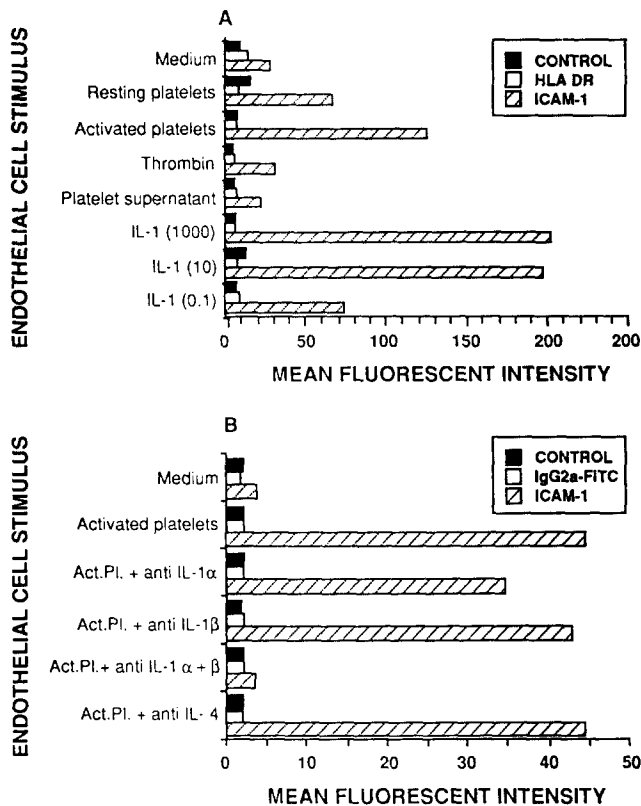 A
ENDOTHELIAL CELL STIMULUS
CONTROL
HLA DR
ICAM-1
Medium
Resting platelets
Activated platelets
Thrombin
Platelet supernatant
IL-1 (1000)
IL-1 (10)
IL-1 (0.1)
0 50 100 150 200 200
MEAN FLUORESCENT INTENSITY
B
ENDOTHELIAL CELL STIMULUS
CONTROL
IgG2a-FITC
ICAM-1
Medium
Activated platelets
Act.Pl. + anti IL-1α
Act.Pl. + anti IL-1β
Act.Pl.+ anti IL-1 α + β
Act.Pl. + anti IL- 4
0 10 20 30 40 50
MEAN FLUORESCENT INTENSITY